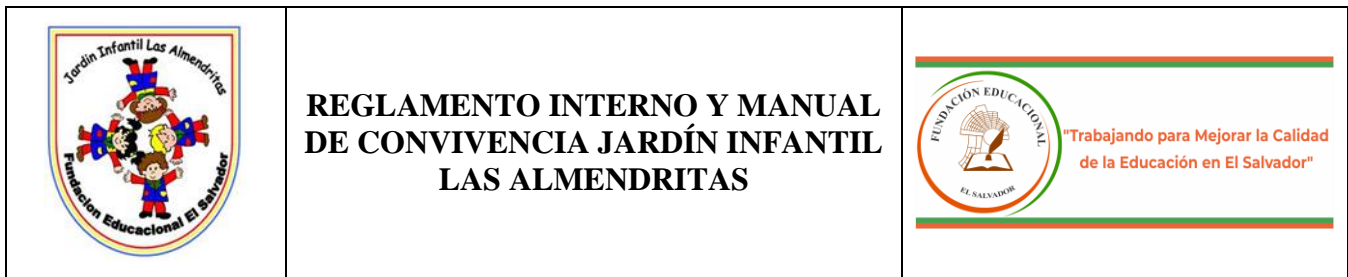 Jardin Infantil Las Almendritas
Fundacion Educacional El Salvador
REGLAMENTO INTERNO Y MANUAL
DE CONVIVENCIA JARDÍN INFANTIL
LAS ALMENDRITAS
FUNDACIÓN EDUCACIONAL
EL SALVADOR
"Trabajando para Mejorar la Calidad
de la Educación en El Salvador"